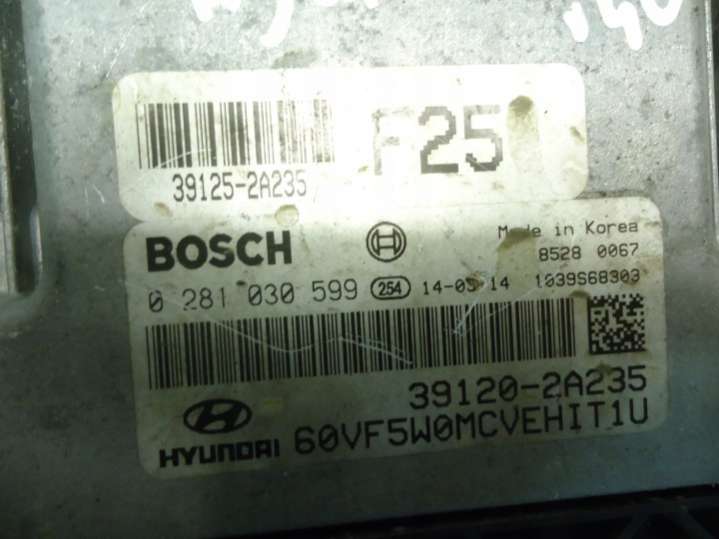 F25
39125-2A235
BOSCH
Made in Korea
8528 0067
0 281 030 599 254 14-03-14 1039S68303
39120-2A235
HYUNDAI 60VF5W0MCVEHIT1U